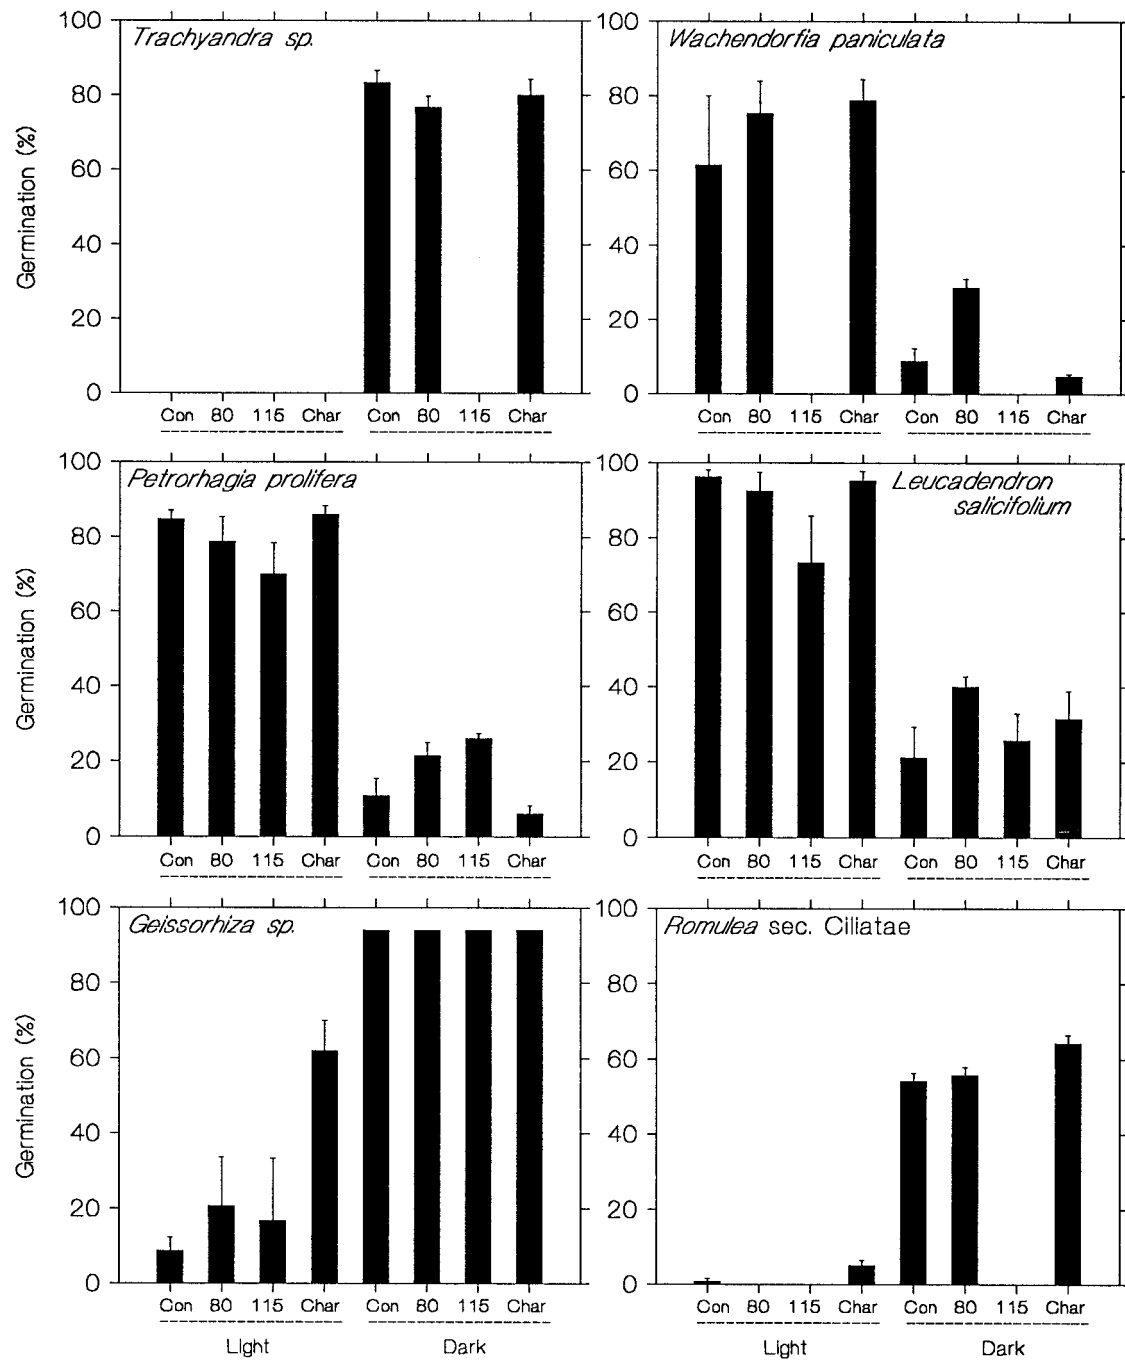 Trachyandra sp.
Wachendorfia paniculata
Germination (%)
100
80
60
40
20
0
100
80
60
40
20
0
Con 80 115 Char Con 80 115 Char
Con 80 115 Char Con 80 115 Char
Petrorhagia prolifera
Leucadendron
salicifolium
Germination (%)
100
80
60
40
20
0
100
80
60
40
20
0
Con 80 115 Char Con 80 115 Char
Con 80 115 Char Con 80 115 Char
Geissorhiza sp.
Romulea sec. Ciliatae
Germination (%)
100
80
60
40
20
0
100
80
60
40
20
0
Con 80 115 Char Con 80 115 Char
Con 80 115 Char Con 80 115 Char
Light Dark
Light Dark